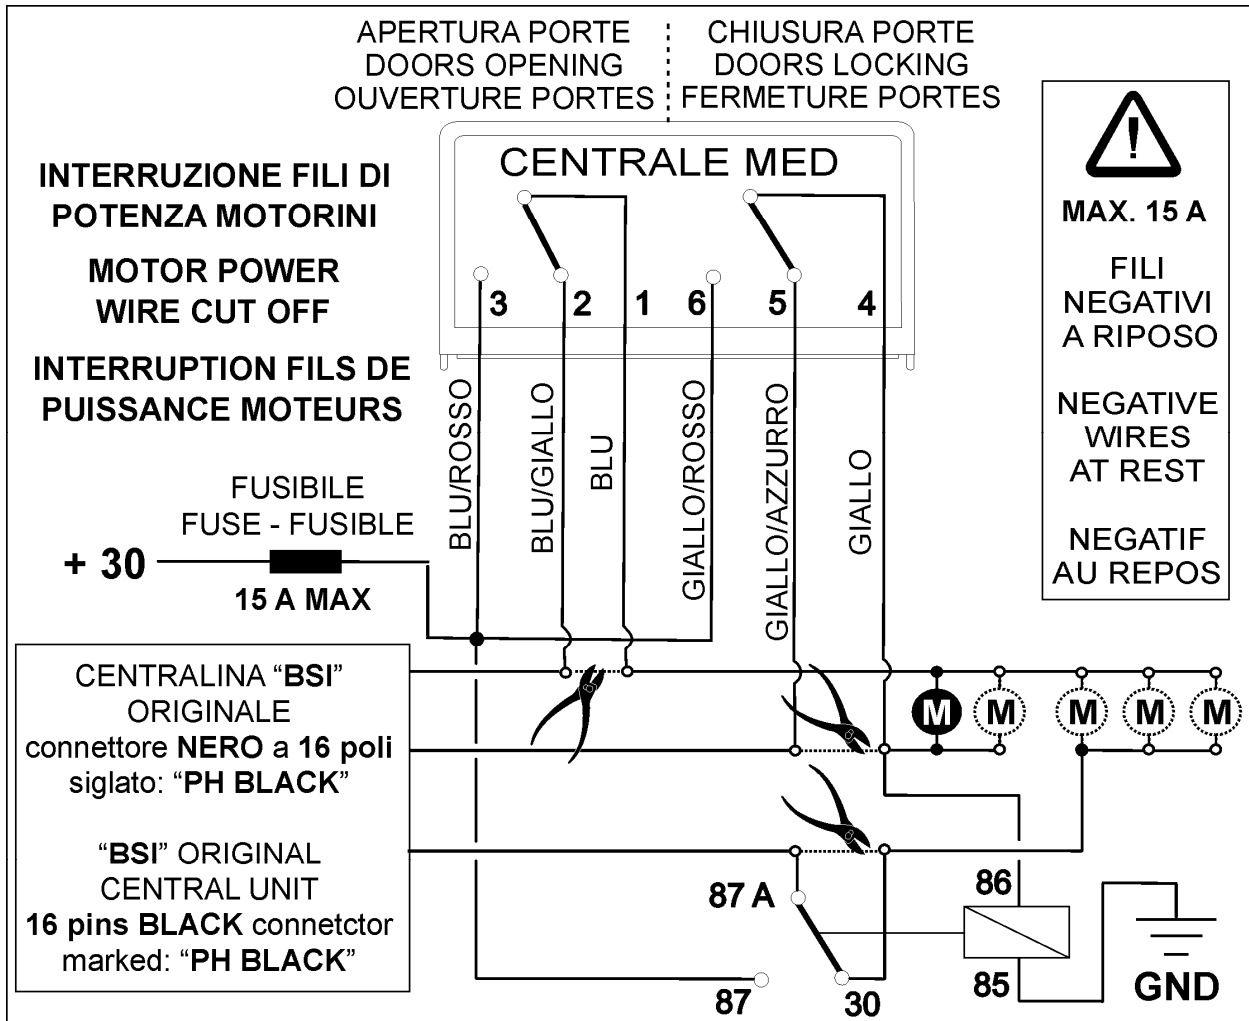 APERTURA PORTE
DOORS OPENING
OUVERTURE PORTES
CHIUSURA PORTE
DOORS LOCKING
FERMETURE PORTES
CENTRALE MED
INTERRUZIONE FILI DI
POTENZA MOTORINI
MOTOR POWER
WIRE CUT OFF
INTERRUPTION FILS DE
PUISSANCE MOTEURS
3
2
1
6
5
4
MAX. 15 A
FILI
NEGATIVI
A RIPOSO
NEGATIVE
WIRES
AT REST
NEGATIF
AU REPOS
BLU/ROSSO
BLU/GIALLO
BLU
GIALLO/ROSSO
GIALLO/AZZURRO
GIALLO
FUSIBILE
FUSE - FUSIBLE
+ 30
15 A MAX
CENTRALINA “BSI”
ORIGINALE
connettore NERO a 16 poli
siglato: “PH BLACK”
“BSI” ORIGINAL
CENTRAL UNIT
16 pins BLACK connetctor
marked: “PH BLACK”
M
M
M
M
M
87 A
87
30
86
85
GND